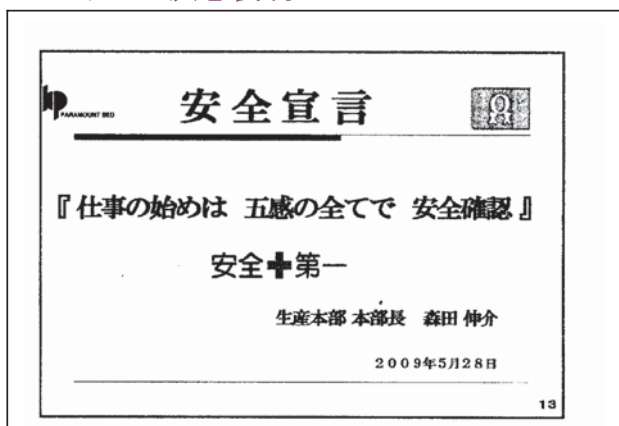 PARAMOUNT BED
安全宣言
『仕事の始めは 五感の全てで 安全確認』
安全✚第一
生産本部 本部長 森田 伸介
2009年5月28日
13